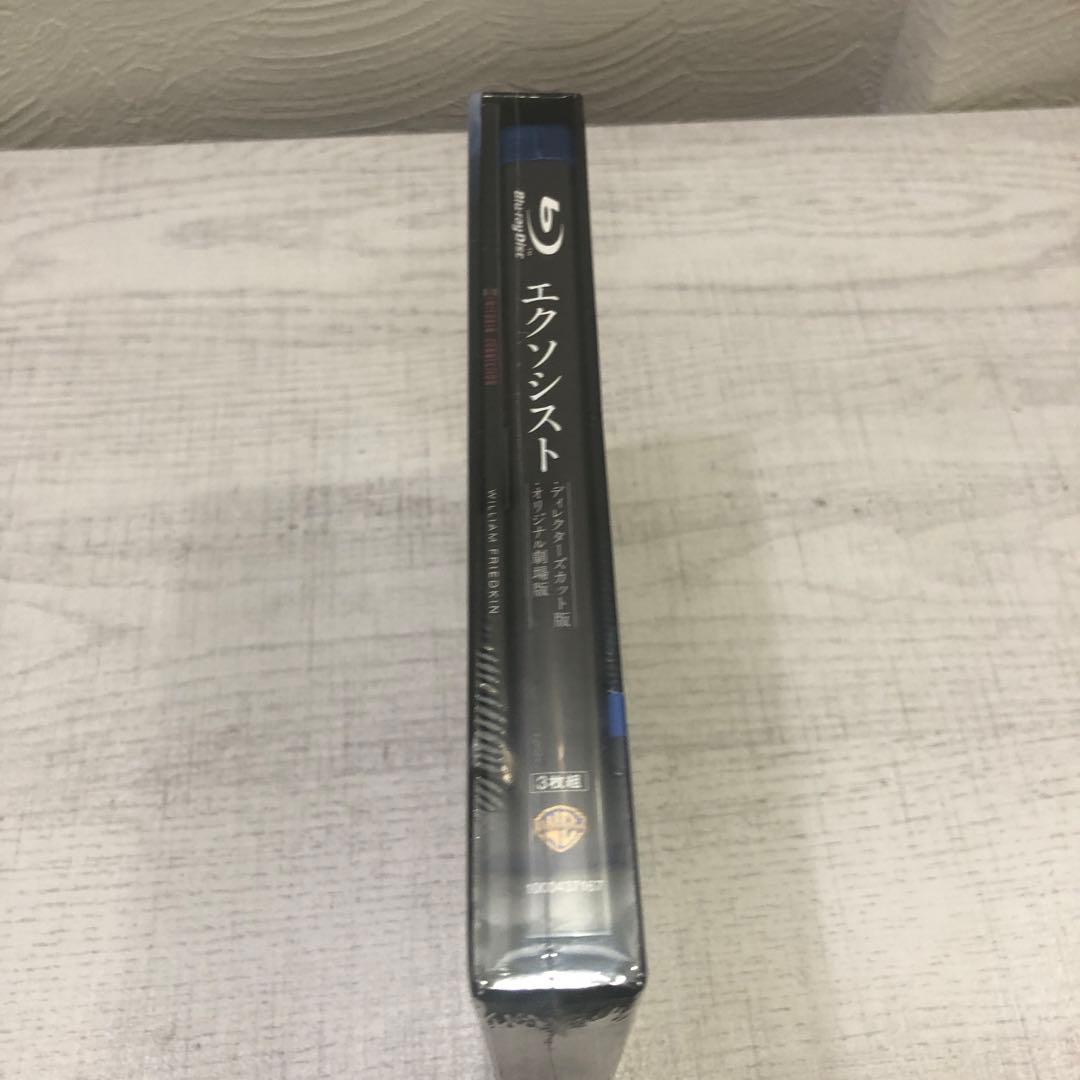 Blu-ray Disc
エクソシスト
・ディレクターズカット版
・オリジナル劇場版
3枚組
WILLIAM FRIEDKIN